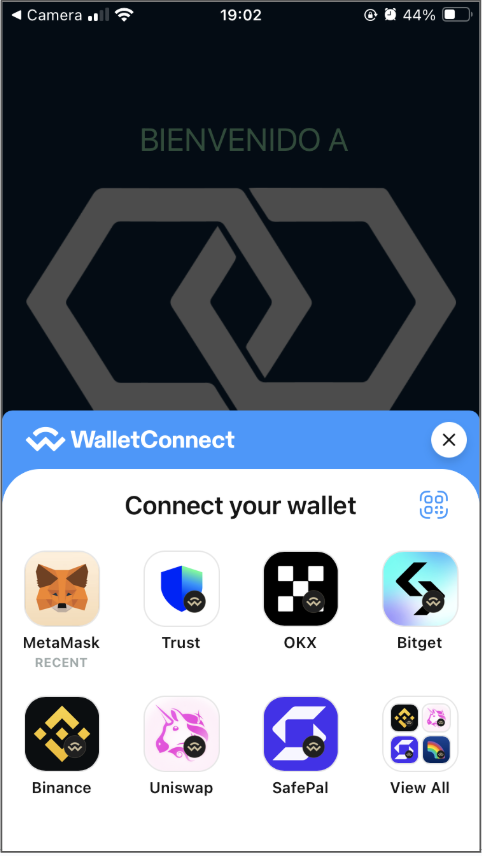 Camera
19:02
44%
BIENVENIDO A
WalletConnect
Connect your wallet
MetaMask
RECENT
Trust
OKX
Bitget
Binance
Uniswap
SafePal
View All